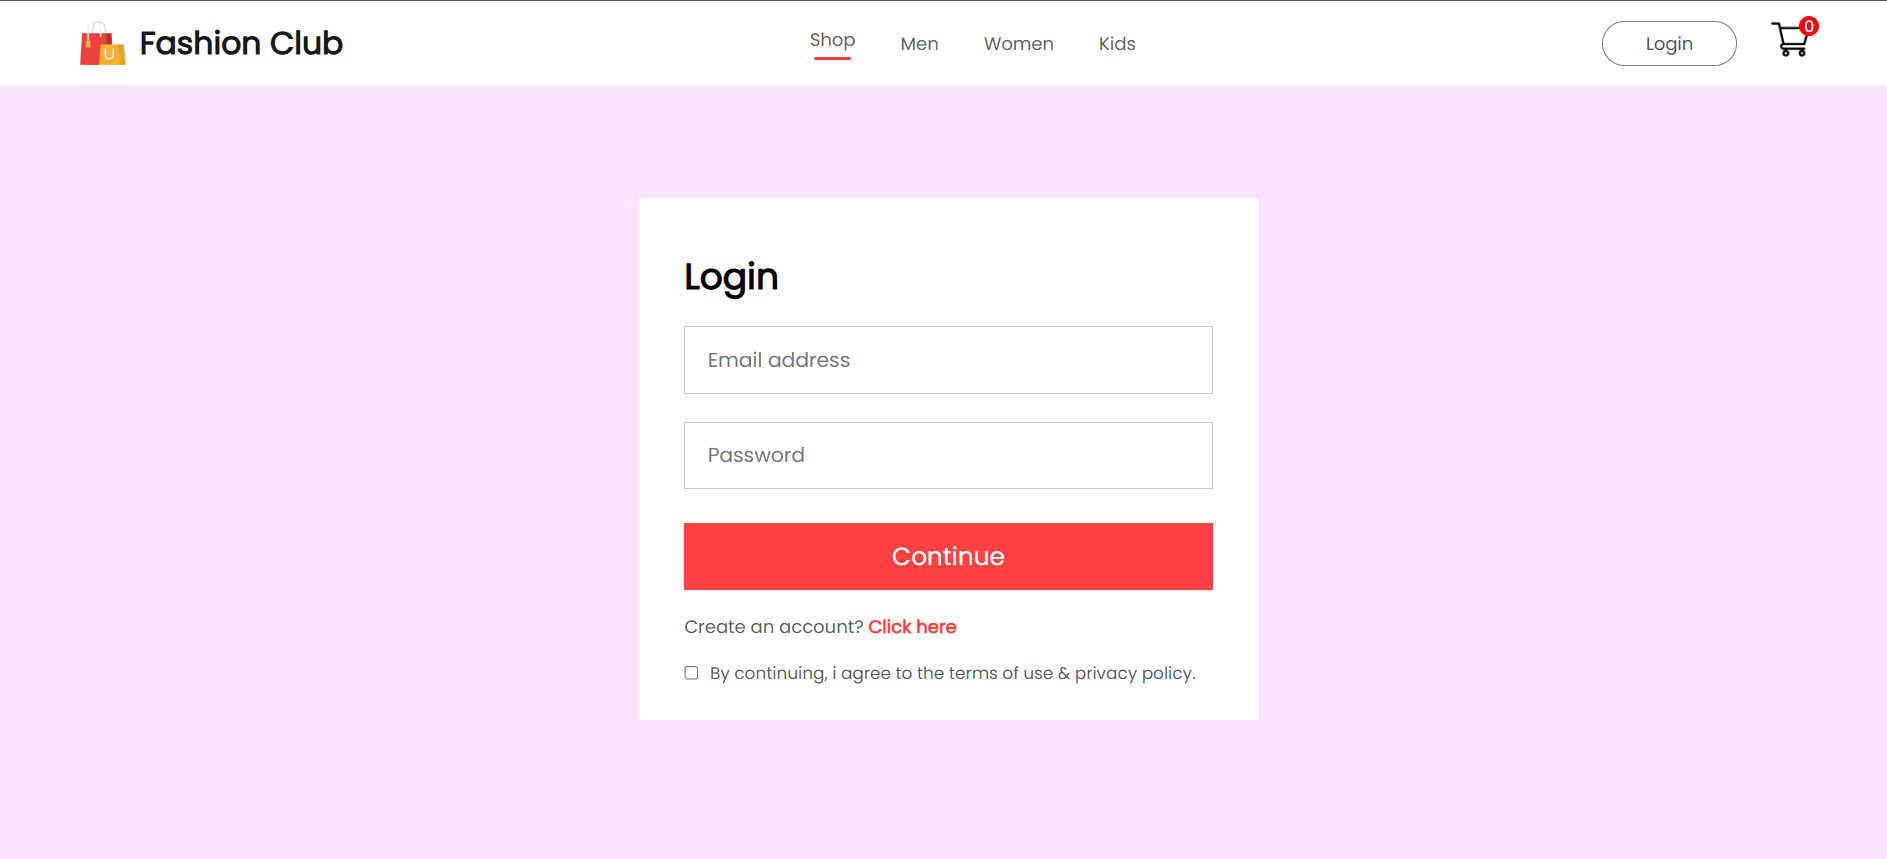 Fashion Club
Shop Men Women Kids
Login
0
Login
Email address
Password
Continue
Create an account? Click here
By continuing, i agree to the terms of use & privacy policy.